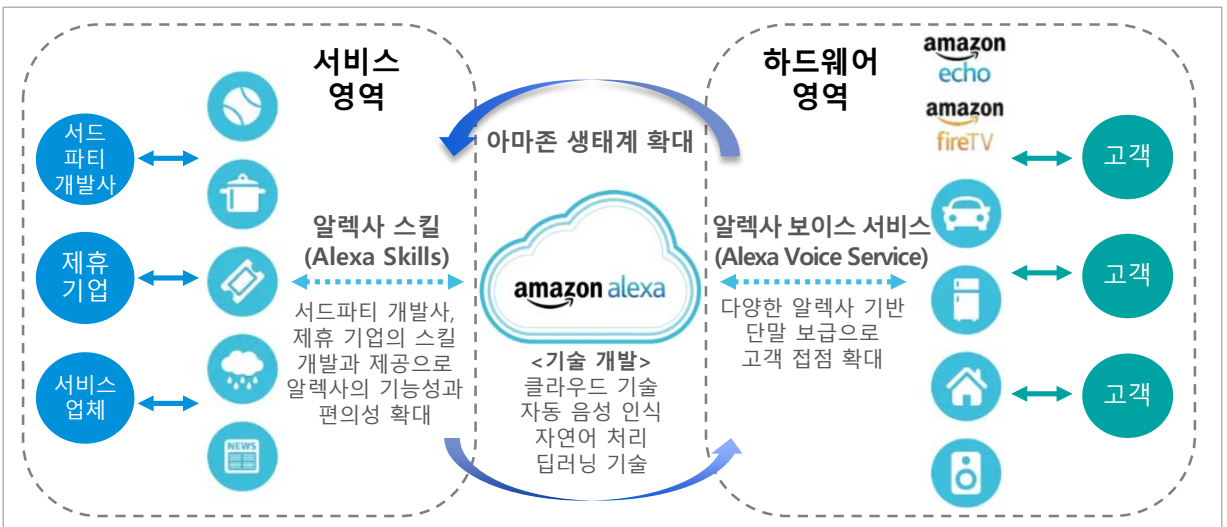 서비스
영역
서드
파티
개발사
제휴
기업
서비스
업체
NEWS
알렉사 스킬
(Alexa Skills)
서드파티 개발사,
제휴 기업의 스킬
개발과 제공으로
알렉사의 기능성과
편의성 확대
아마존 생태계 확대
amazon alexa
<기술 개발>
클라우드 기술
자동 음성 인식
자연어 처리
딥러닝 기술
하드웨어
영역
알렉사 보이스 서비스
(Alexa Voice Service)
다양한 알렉사 기반
단말 보급으로
고객 접점 확대
amazon
echo
amazon
fireTV
고객
고객
고객